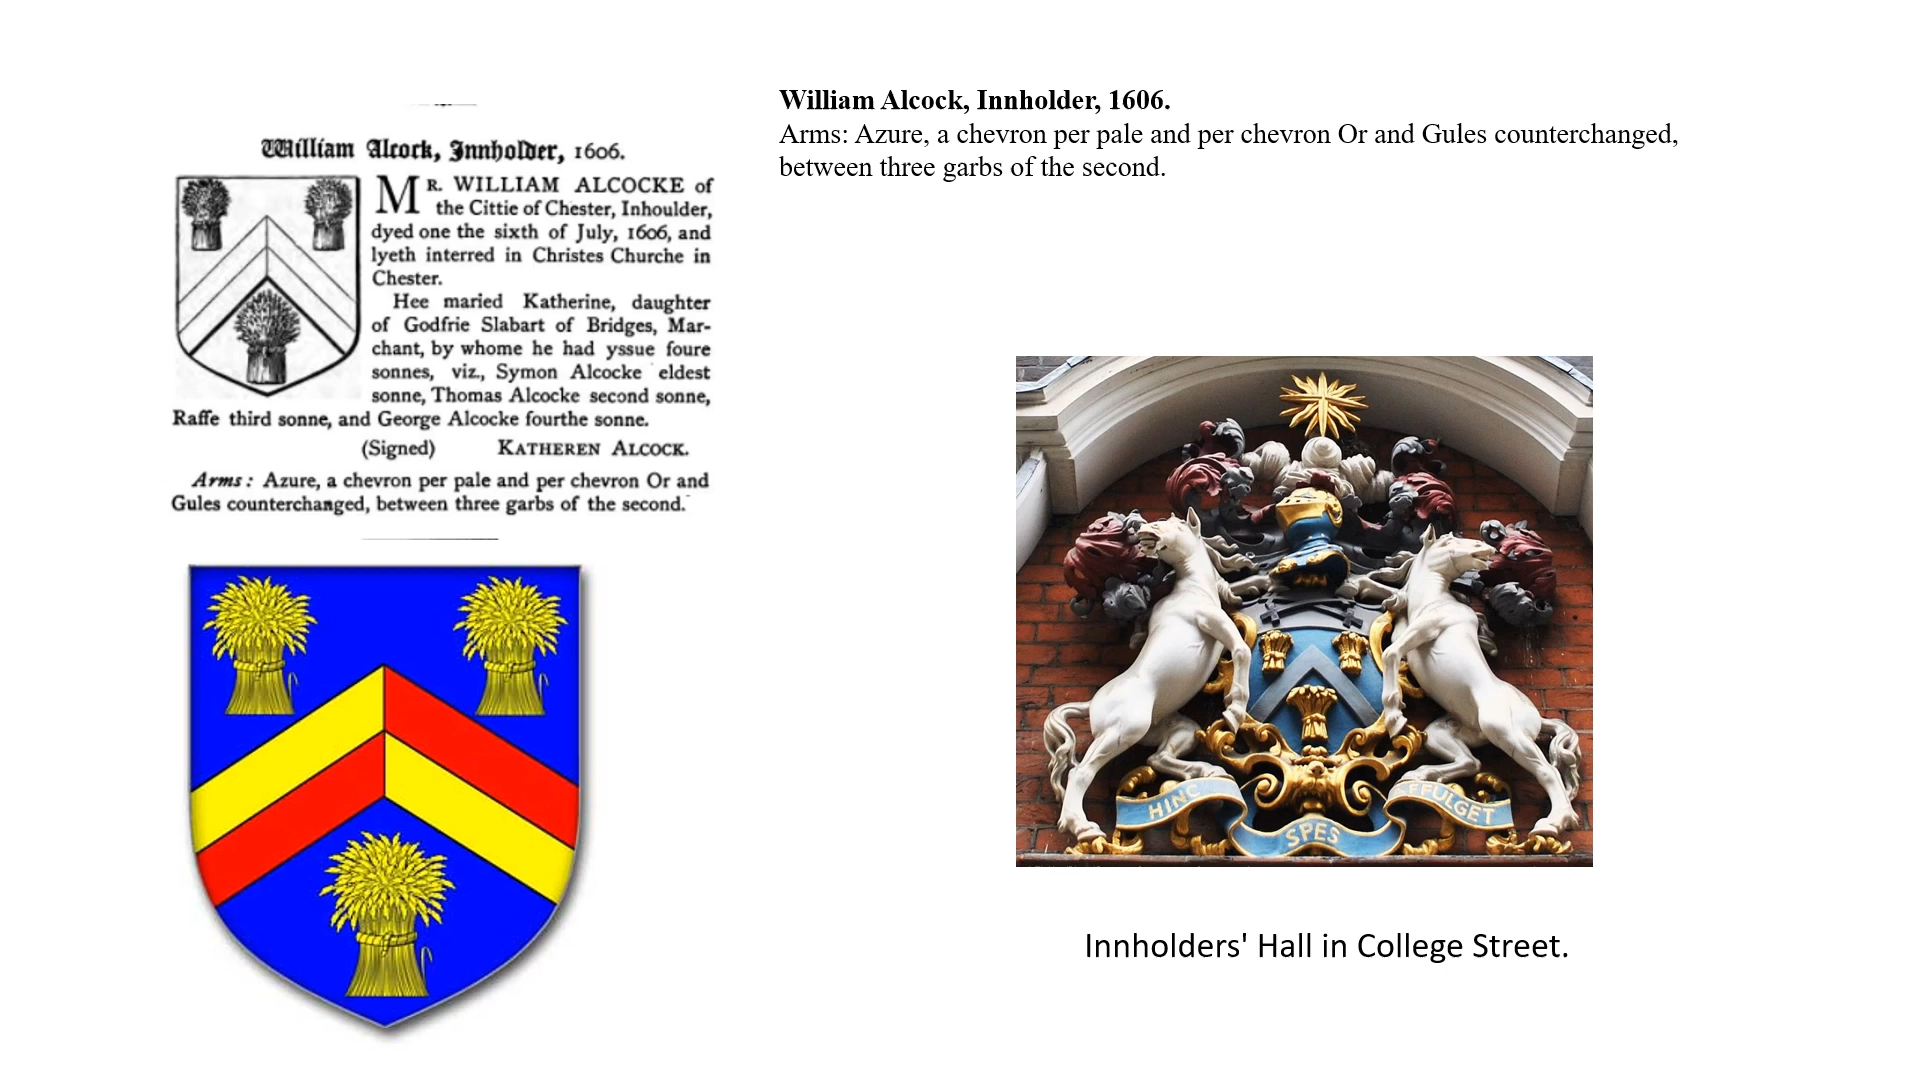 William Alcock, Innholder, 1606.
MR. WILLIAM ALCOCKE of
the Cittie of Chester, Inhoulder,
dyed one the sixth of July, 1606, and
lyeth interred in Christes Churche in
Chester.
Hee maried Katherine, daughter
of Godfrie Slabart of Bridges, Mar-
chant, by whome he had yssue foure
sonnes, viz., Symon Alcocke eldest
sonne, Thomas Alcocke second sonne,
Raffe third sonne, and George Alcocke fourthe sonne.
(Signed) KATHEREN ALCOCK.
Arms: Azure, a chevron per pale and per chevron Or and
Gules counterchanged, between three garbs of the second.
William Alcock, Innholder, 1606.
Arms: Azure, a chevron per pale and per chevron Or and Gules counterchanged,
between three garbs of the second.
HINC SPES AFFULGET
Innholders' Hall in College Street.